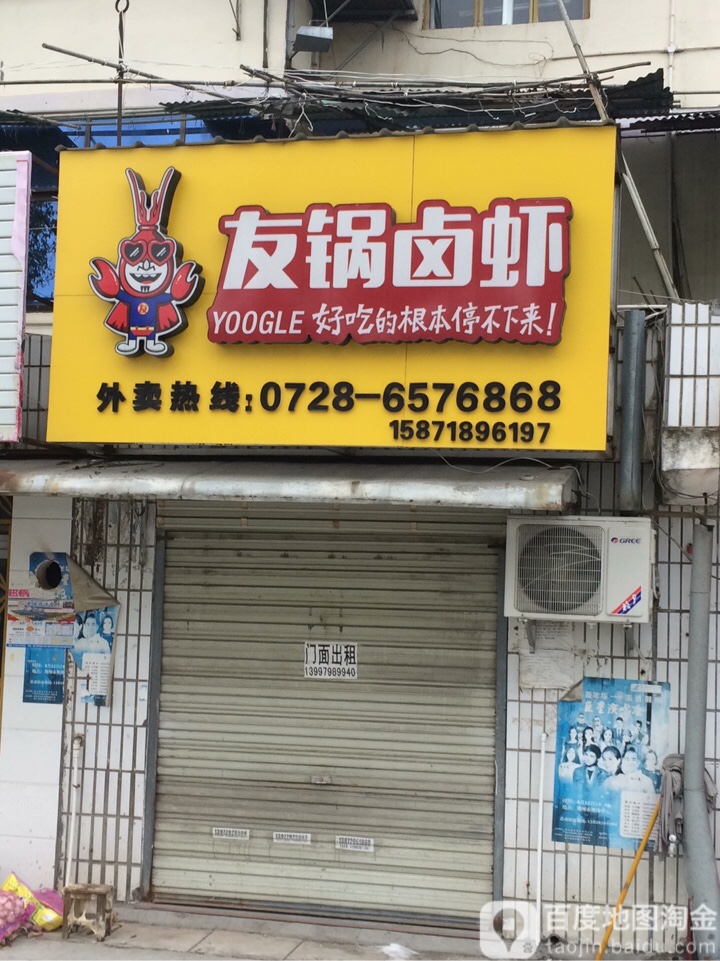 友锅卤虾
YOOGLE 好吃的根本停不下来!
外卖热线:0728-6576868
15871896197
GREE
门面出租
13997989940
百度地图淘金
taojin.baidu.com